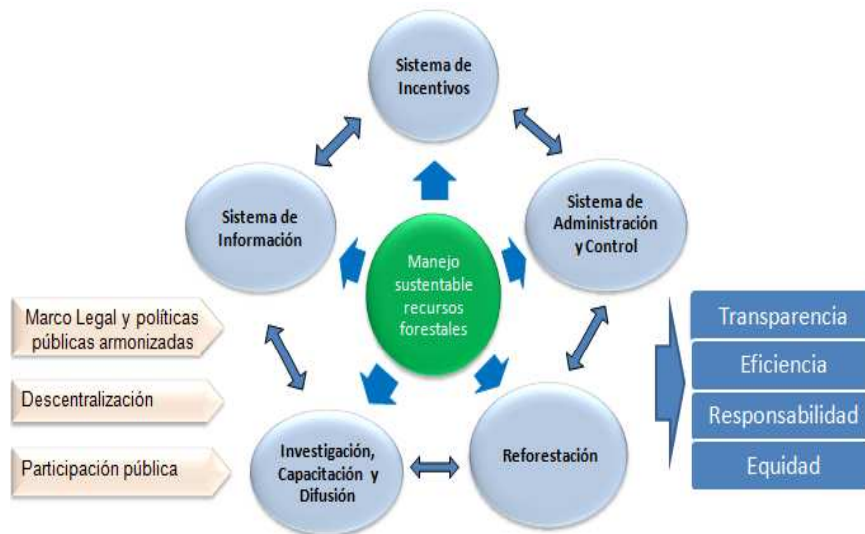 Sistema de
Incentivos
Sistema de
Información
Sistema de
Administración
y Control
Manejo
sustentable
recursos
forestales
Marco Legal y políticas
públicas armonizadas
Descentralización
Participación pública
Investigación,
Capacitación y
Difusión
Reforestación
Transparencia
Eficiencia
Responsabilidad
Equidad